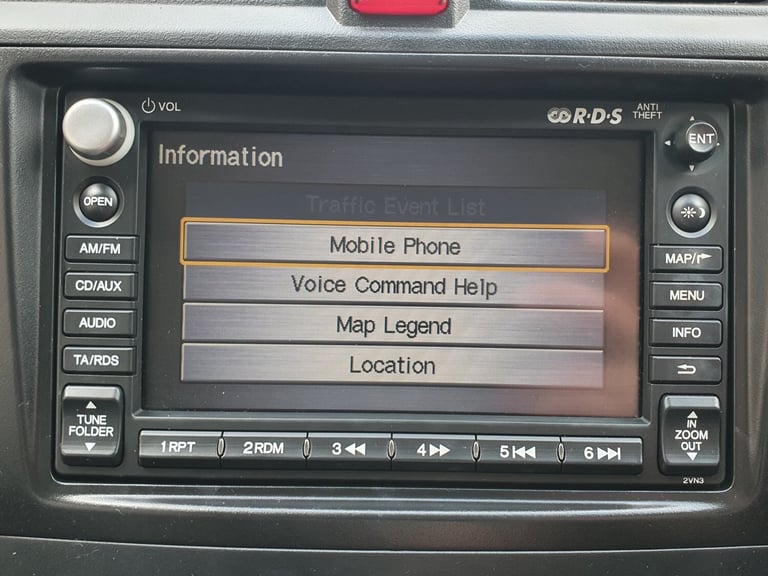 VOL
R·D·S
ANTI
THEFT
ENT
Information
OPEN
Traffic Event List
Mobile Phone
Voice Command Help
Map Legend
Location
AM/FM
CD/AUX
AUDIO
TA/RDS
TUNE
FOLDER
MAP/
MENU
INFO
IN
ZOOM
OUT
1 RPT
2 RDM
3
4
5
6
2VN3